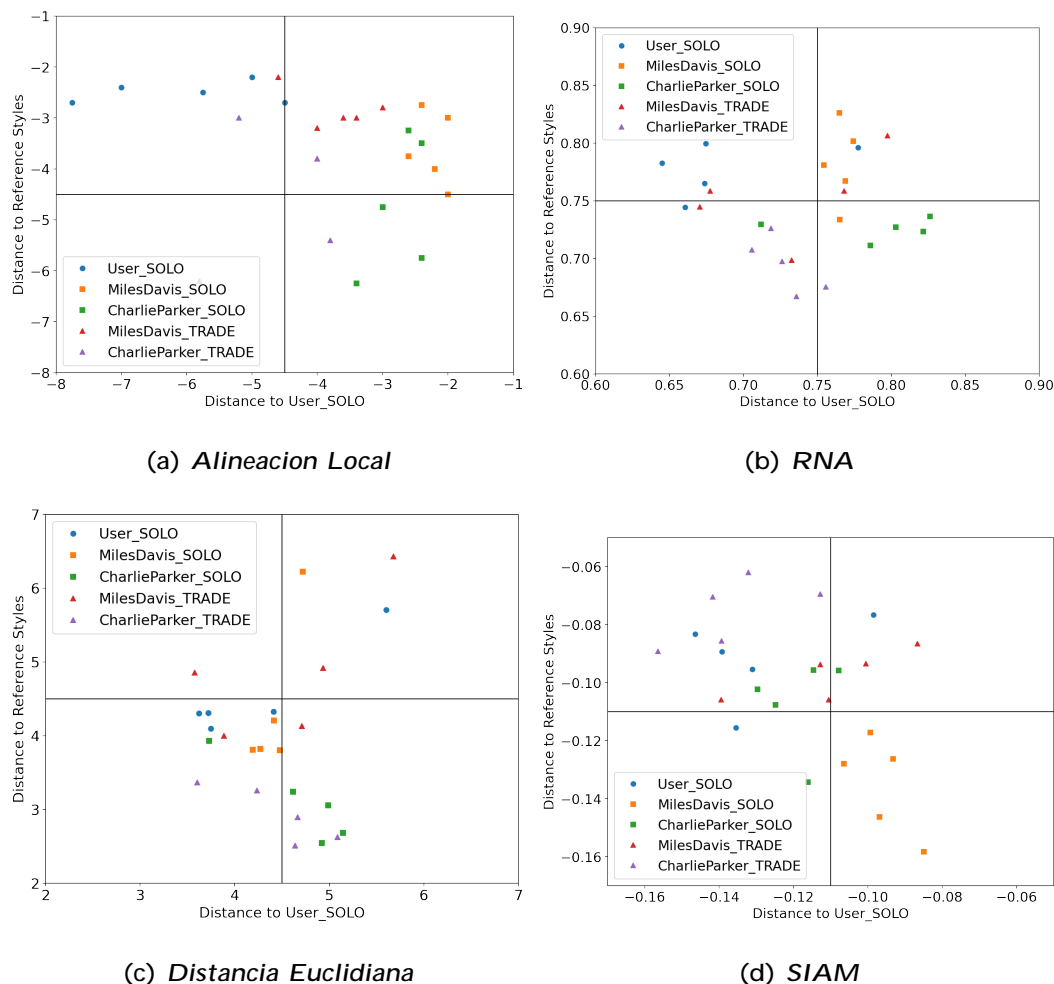 −1
−2
−3
−4
−5
−6
−7
−8
Distance to Reference Styles
User_SOLO
MilesDavis_SOLO
CharlieParker_SOLO
MilesDavis_TRADE
CharlieParker_TRADE
−8 −7 −6 −5 −4 −3 −2 −1
Distance to User_SOLO
(a) Alineacion Local
0.90
0.85
0.80
0.75
0.70
0.65
0.60
Distance to Reference Styles
User_SOLO
MilesDavis_SOLO
CharlieParker_SOLO
MilesDavis_TRADE
CharlieParker_TRADE
0.60 0.65 0.70 0.75 0.80 0.85 0.90
Distance to User_SOLO
(b) RNA
7
6
5
4
3
2
Distance to Reference Styles
User_SOLO
MilesDavis_SOLO
CharlieParker_SOLO
MilesDavis_TRADE
CharlieParker_TRADE
2 3 4 5 6 7
Distance to User_SOLO
(c) Distancia Euclidiana
−0.06
−0.08
−0.10
−0.12
−0.14
−0.16
Distance to Reference Styles
User_SOLO
MilesDavis_SOLO
CharlieParker_SOLO
MilesDavis_TRADE
CharlieParker_TRADE
−0.16 −0.14 −0.12 −0.10 −0.08 −0.06
Distance to User_SOLO
(d) SIAM